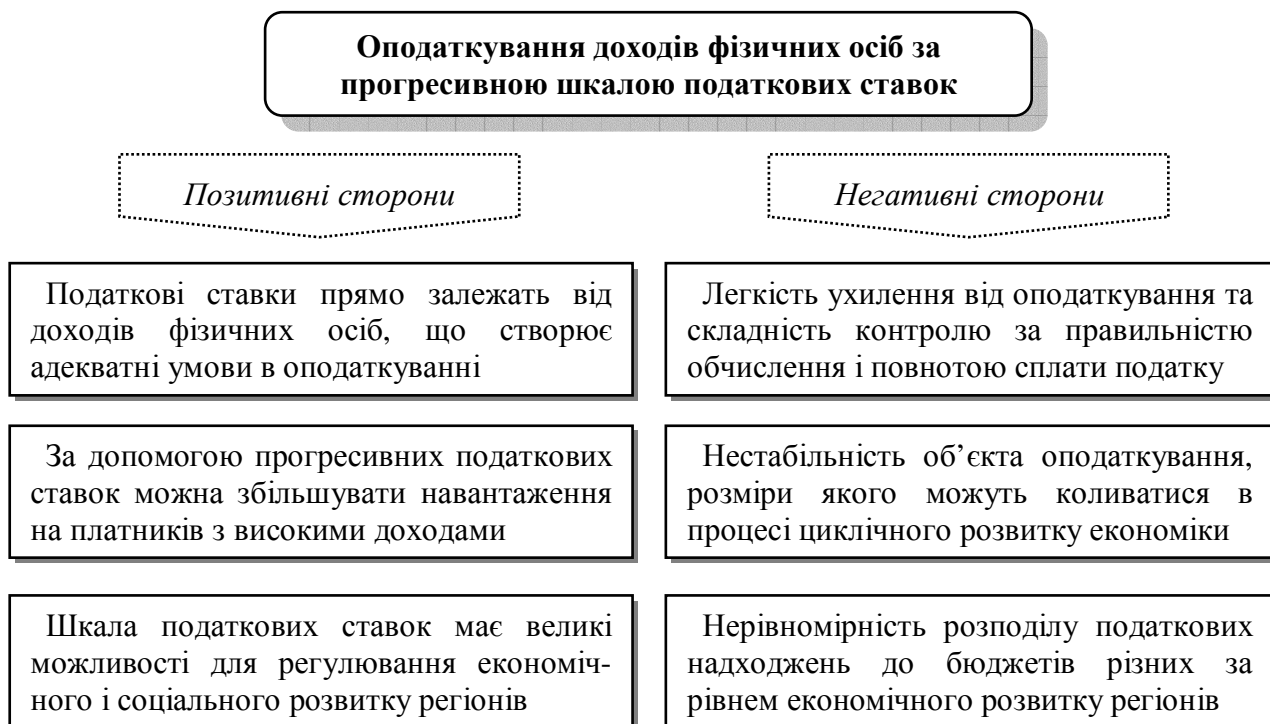 Оподаткування доходів фізичних осіб за
прогресивною шкалою податкових ставок
Позитивні сторони
Негативні сторони
Податкові ставки прямо залежать від
доходів фізичних осіб, що створює
адекватні умови в оподаткуванні
Легкість ухилення від оподаткування та
складність контролю за правильністю
обчислення і повнотою сплати податку
За допомогою прогресивних податкових
ставок можна збільшувати навантаження
на платників з високими доходами
Нестабільність об’єкта оподаткування,
розміри якого можуть коливатися в
процесі циклічного розвитку економіки
Шкала податкових ставок має великі
можливості для регулювання економіч-
ного і соціального розвитку регіонів
Нерівномірність розподілу податкових
надходжень до бюджетів різних за
рівнем економічного розвитку регіонів